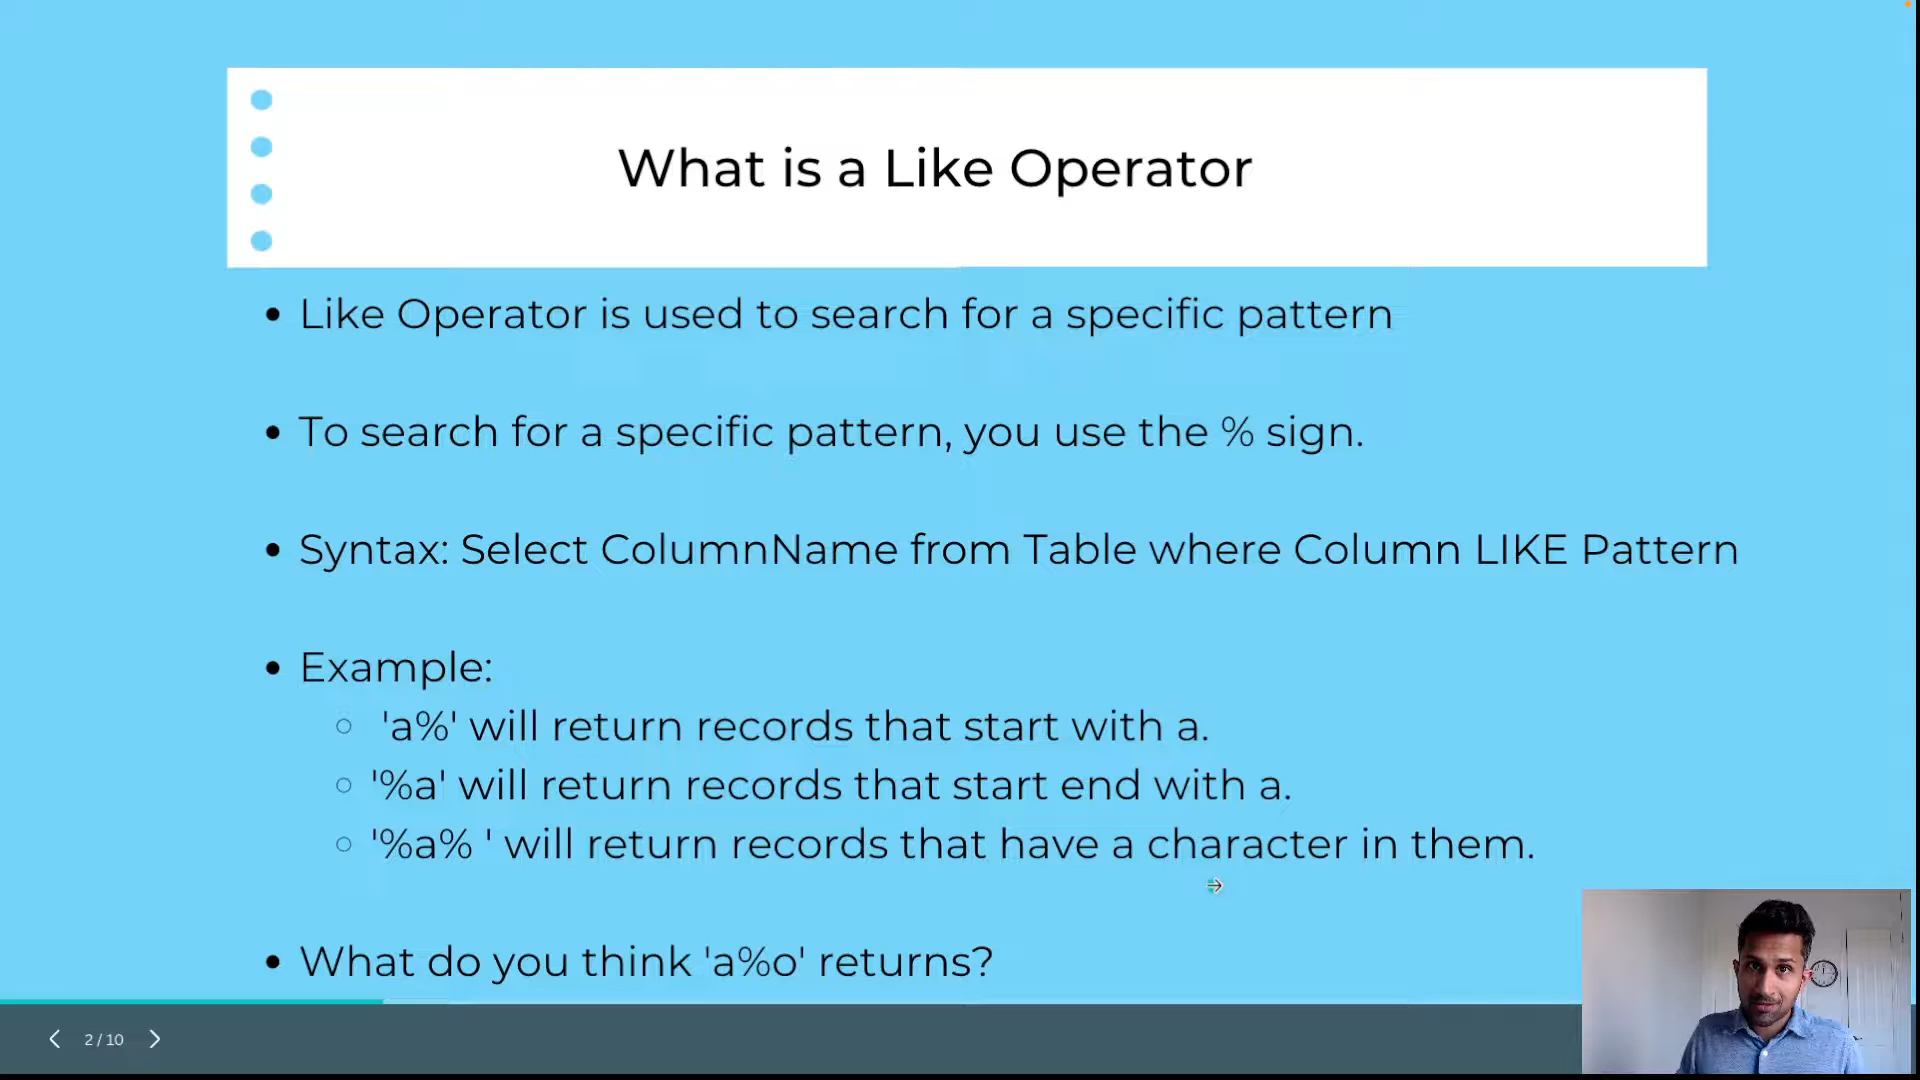 What is a Like Operator
• Like Operator is used to search for a specific pattern
• To search for a specific pattern, you use the % sign.
• Syntax: Select ColumnName from Table where Column LIKE Pattern
• Example:
○ 'a%' will return records that start with a.
○ '%a' will return records that start end with a.
○ '%a% ' will return records that have a character in them.
• What do you think 'a%o' returns?
2 / 10